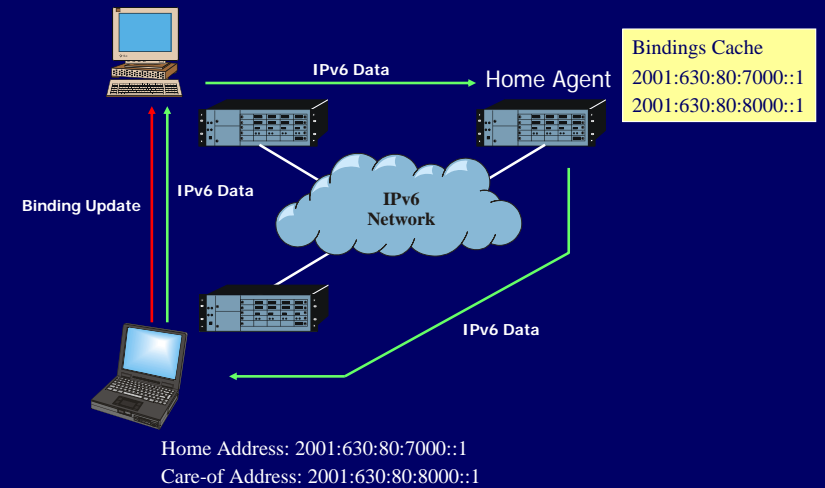 IPv6 Data
Home Agent
Bindings Cache
2001:630:80:7000::1
2001:630:80:8000::1
Binding Update
IPv6 Data
IPv6
Network
IPv6 Data
Home Address: 2001:630:80:7000::1
Care-of Address: 2001:630:80:8000::1